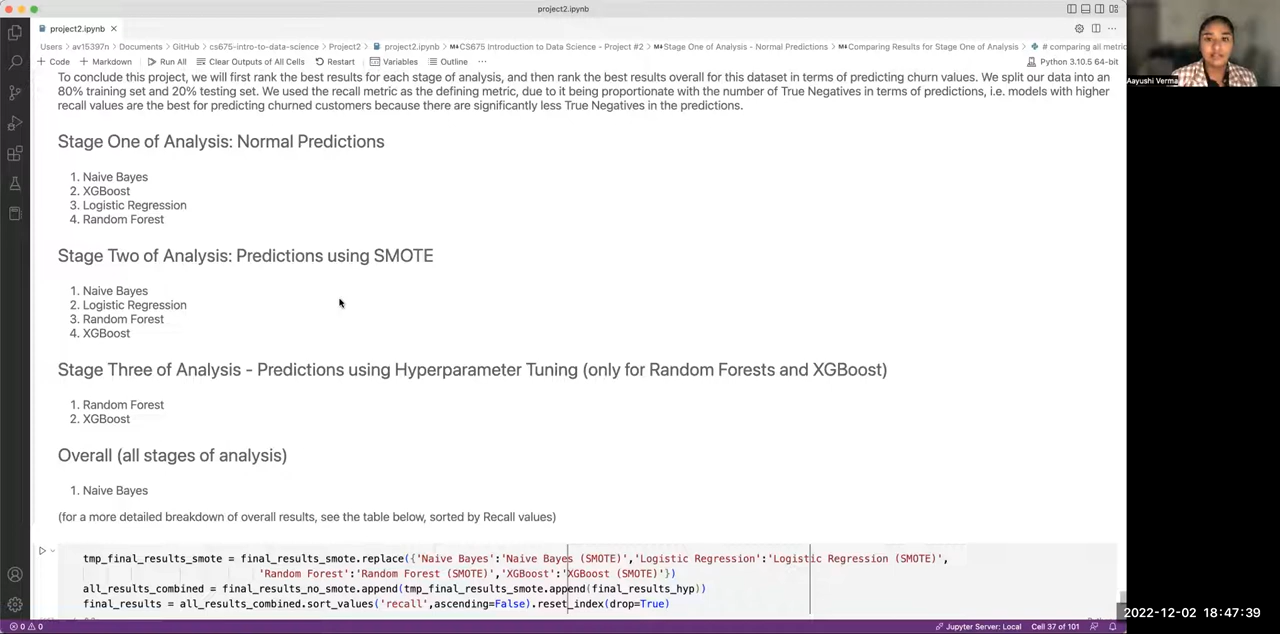 project2.ipynb
project2.ipynb
Users > av15397n > Documents > GitHub > cs675-intro-to-data-science > Project2 > project2.ipynb > M↓CS675 Introduction to Data Science - Project #2 > M↓Stage One of Analysis - Normal Predictions > M↓Comparing Results for Stage One of Analysis > # comparing all metric
+ Code + Markdown Run All Clear Outputs of All Cells Restart Variables Outline ... Python 3.10.5 64-bit
To conclude this project, we will first rank the best results for each stage of analysis, and then rank the best results overall for this dataset in terms of predicting churn values. We split our data into an
80% training set and 20% testing set. We used the recall metric as the defining metric, due to it being proportionate with the number of True Negatives in terms of predictions, i.e. models with higher
recall values are the best for predicting churned customers because there are significantly less True Negatives in the predictions.
Aayushi Verma
Stage One of Analysis: Normal Predictions
1. Naive Bayes
2. XGBoost
3. Logistic Regression
4. Random Forest
Stage Two of Analysis: Predictions using SMOTE
1. Naive Bayes
2. Logistic Regression
3. Random Forest
4. XGBoost
Stage Three of Analysis - Predictions using Hyperparameter Tuning (only for Random Forests and XGBoost)
1. Random Forest
2. XGBoost
Overall (all stages of analysis)
1. Naive Bayes
(for a more detailed breakdown of overall results, see the table below, sorted by Recall values)
tmp_final_results_smote = final_results_smote.replace({'Naive Bayes':'Naive Bayes (SMOTE)','Logistic Regression':'Logistic Regression (SMOTE)',
'Random Forest':'Random Forest (SMOTE)','XGBoost':'XGBoost (SMOTE)'})
all_results_combined = final_results_no_smote.append(tmp_final_results_smote.append(final_results_hyp))
final_results = all_results_combined.sort_values('recall',ascending=False).reset_index(drop=True)
2022-12-02 18:47:39
0 0 Jupyter Server: Local Cell 37 of 101